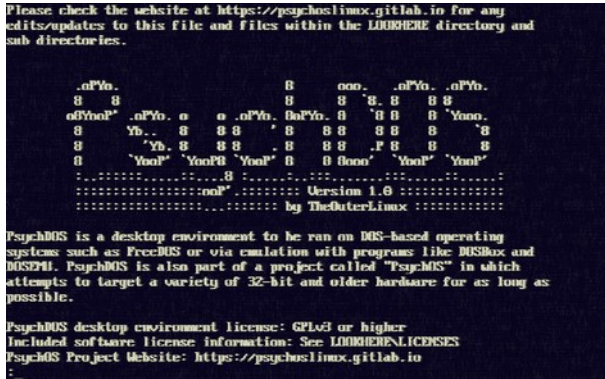 Please check the website at https://psychoslinux.gitlab.io for any
edits/updates to this file and files within the LOOKHERE directory and
sub directories.
PsychDOS
Version 1.0
by TheOuterLinux
PsychDOS is a desktop environment to be ran on DOS-based operating
systems such as FreeDOS or via emulation with programs like DOSBox and
DOSEMU. PsychDOS is also part of a project called "PsychOS" in which
attempts to target a variety of 32-bit and older hardware for as long as
possible.
PsychDOS desktop environment license: GPLv3 or higher
Included software license information: See LOOKHERE\LICENSES
PsychOS Project Website: https://psychoslinux.gitlab.io
: